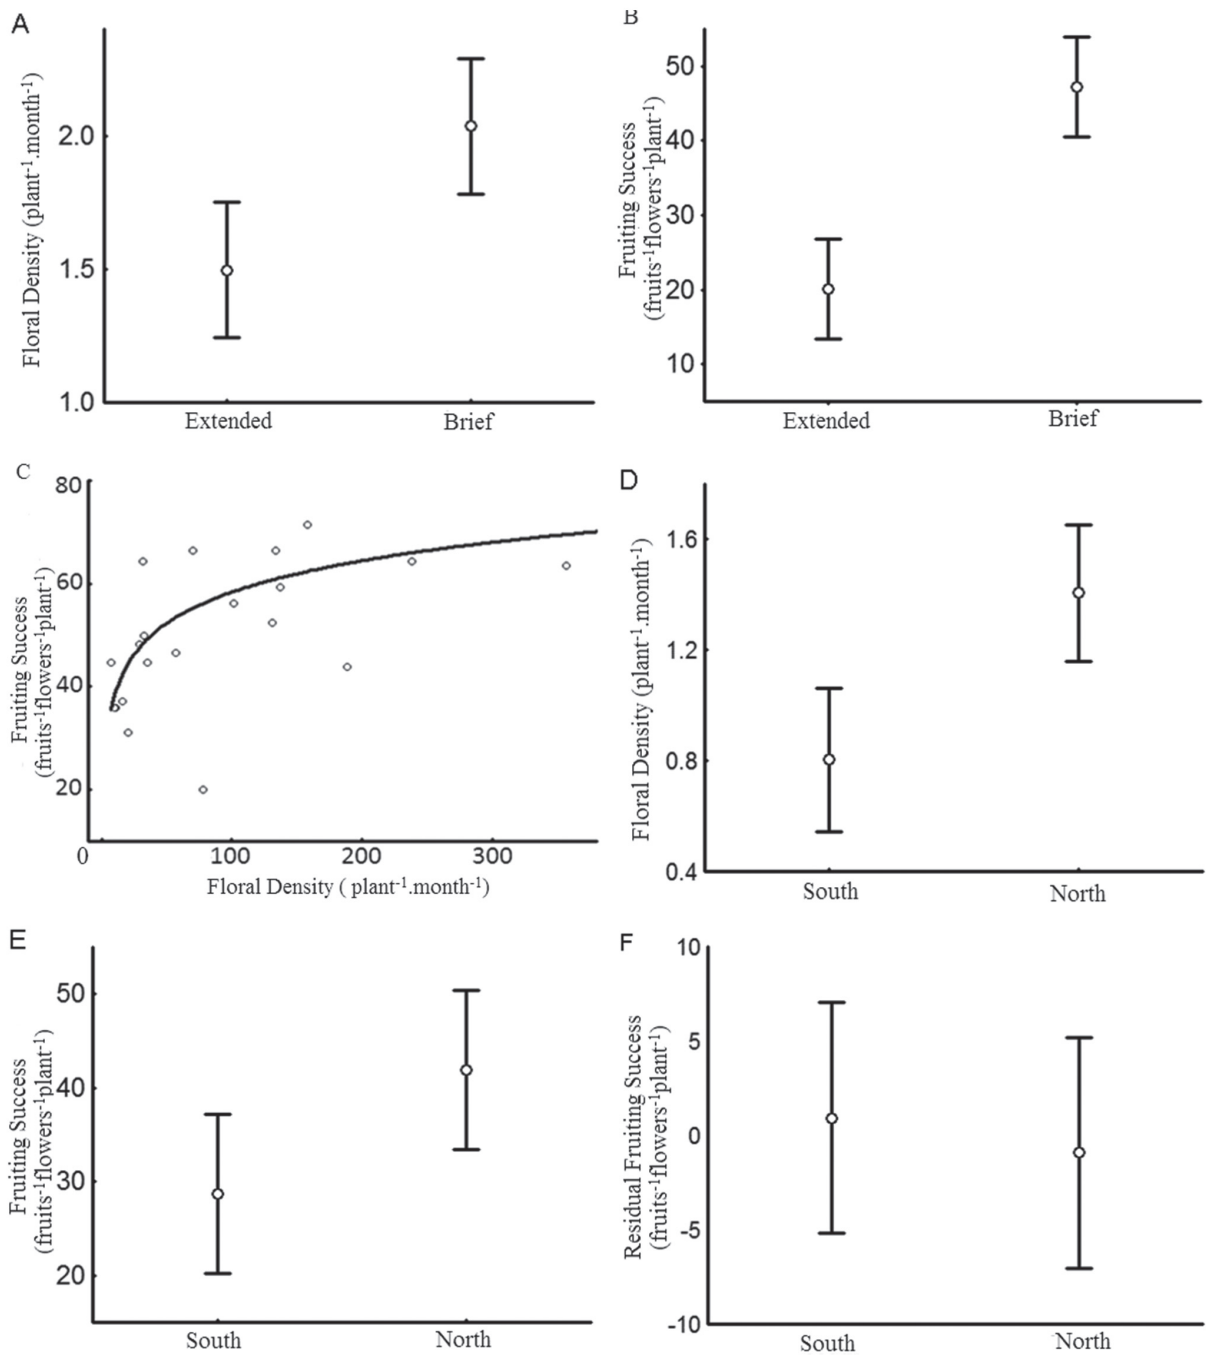 A
Floral Density (plant⁻¹.month⁻¹)
2.0
1.5
1.0
Extended Brief
B
Fruiting Success
(fruits⁻¹flowers⁻¹plant⁻¹)
50
40
30
20
10
Extended Brief
C
Fruiting Success
(fruits⁻¹flowers⁻¹plant⁻¹)
80
60
40
20
0 100 200 300
Floral Density ( plant⁻¹.month⁻¹)
D
Floral Density (plant⁻¹.month⁻¹)
1.6
1.2
0.8
0.4
South North
E
Fruiting Success
(fruits⁻¹flowers⁻¹plant⁻¹)
50
40
30
20
South North
F
Residual Fruiting Success
(fruits⁻¹flowers⁻¹plant⁻¹)
10
5
0
-5
-10
South North